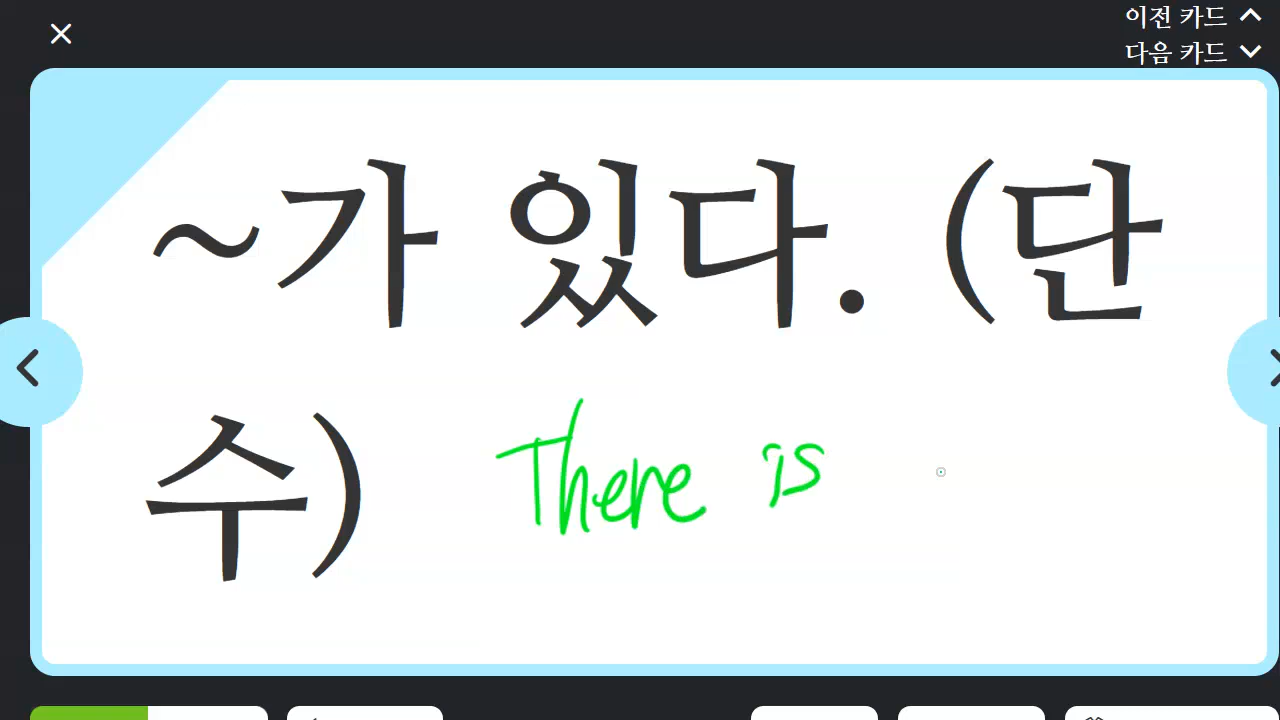 이전 카드
다음 카드
~가 있다. (단
수) There is